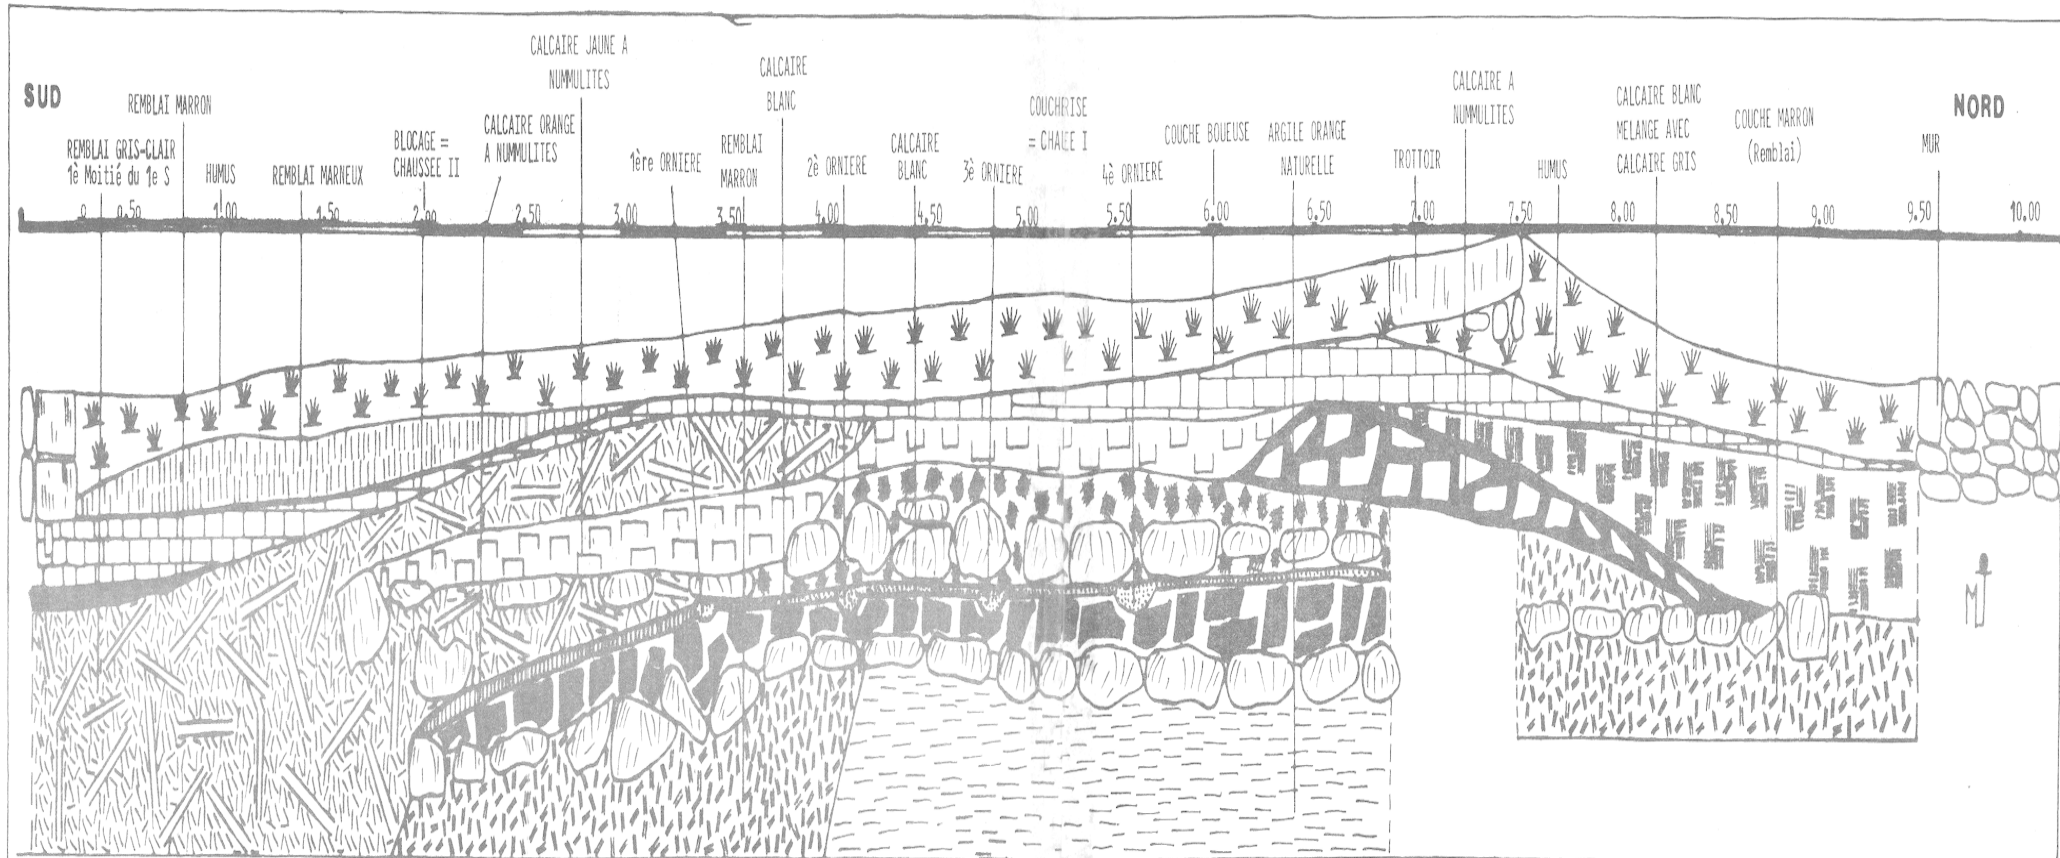 SUD
REMBLAI GRIS-CLAIR
1è Moitié du 1e S
REMBLAI MARRON
HUMUS
REMBLAI MARNEUX
BLOCAGE =
CHAUSSÉE II
CALCAIRE ORANGE
A NUMMULITES
CALCAIRE JAUNE A
NUMMULITES
1ère ORNIERE
REMBLAI
MARRON
CALCAIRE
BLANC
2è ORNIERE
CALCAIRE
BLANC
3è ORNIERE
4è ORNIERE
COUCHE BOUEUSE
ARGILE ORANGE
NATURELLE
TROTTOIR
CALCAIRE A
NUMMULITES
HUMUS
CALCAIRE BLANC
MELANGE AVEC
CALCAIRE GRIS
COUCHE MARRON
(Remblai)
MUR
NORD
0 0.50 1.00 1.50 2.00 2.50 3.00 3.50 4.00 4.50 5.00 5.50 6.00 6.50 7.00 7.50 8.00 8.50 9.00 9.50 10.00